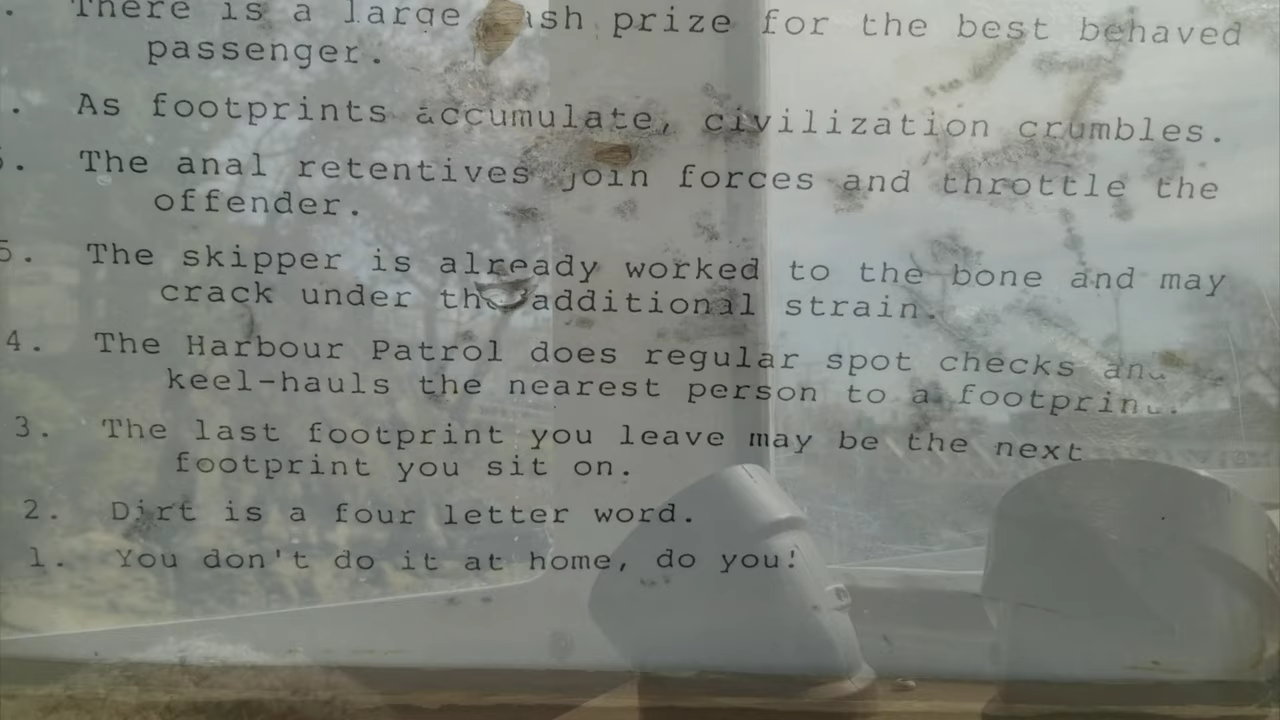 . There is a large ash prize for the best behaved
passenger.
. As footprints accumulate, civilization crumbles.
. The anal retentives join forces and throttle the
offender.
5. The skipper is already worked to the bone and may
crack under the additional strain.
4. The Harbour Patrol does regular spot checks and
keel-hauls the nearest person to a footprint.
3. The last footprint you leave may be the next
footprint you sit on.
2. Dirt is a four letter word.
1. You don't do it at home, do you!